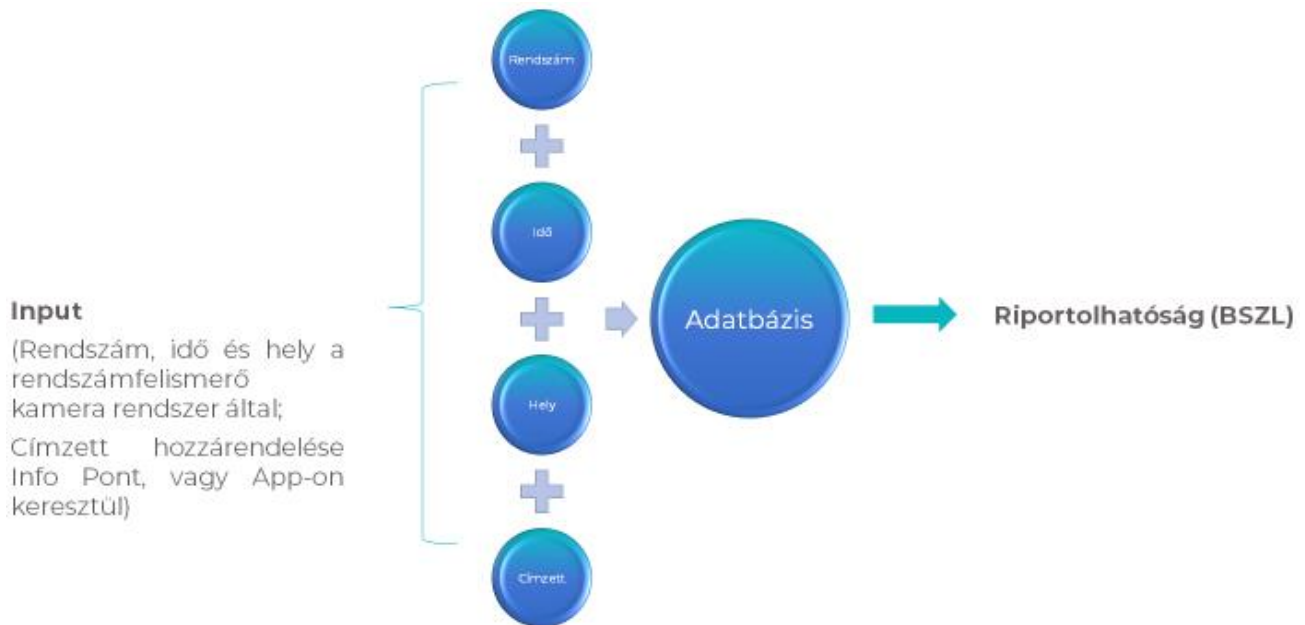 Rendszám
Idő
Input
(Rendszám, idő és hely a
rendszámfelismerő
kamera rendszer által;
Címzett hozzárendelése
Info Pont, vagy App-on
keresztül)
Adatbázis
Riportolhatóság (BSZL)
Hely
Címzett